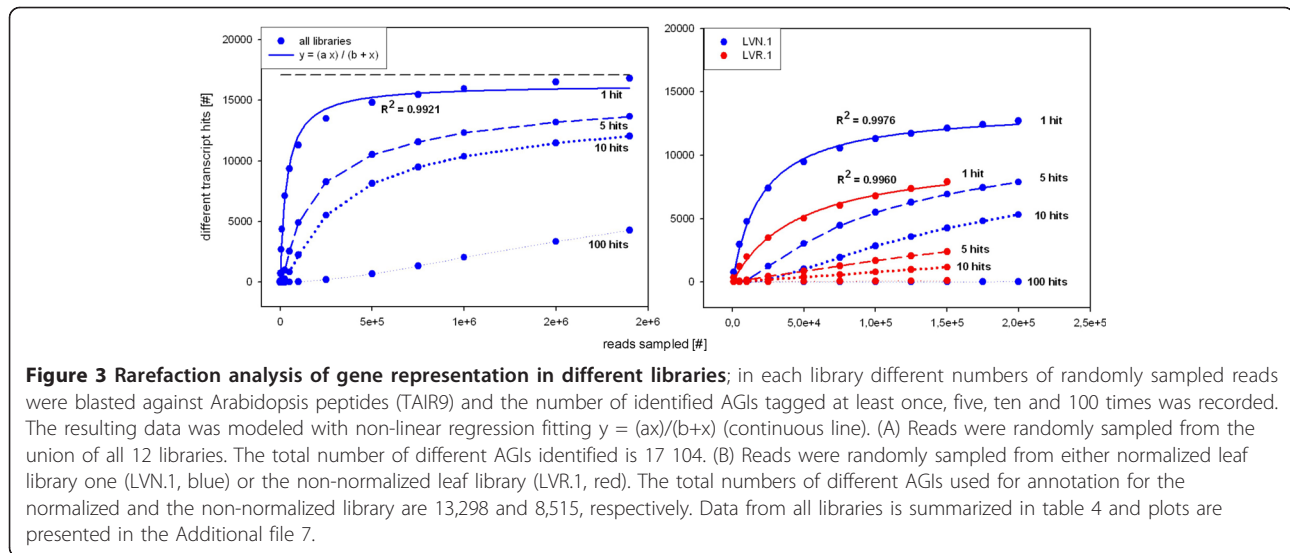 20000
all libraries
y = (a x) / (b + x)
15000
10000
5000
0
different transcript hits [#]
R² = 0.9921
1 hit
5 hits
10 hits
100 hits
0
5e+5
1e+6
2e+6
2e+6
20000
LVN.1
LVR.1
15000
10000
5000
0
R² = 0.9976
1 hit
R² = 0.9960
1 hit
5 hits
10 hits
5 hits
10 hits
100 hits
0,0
5,0e+4
1,0e+5
1,5e+5
2,0e+5
2,5e+5
reads sampled [#]
Figure 3 Rarefaction analysis of gene representation in different libraries; in each library different numbers of randomly sampled reads
were blasted against Arabidopsis peptides (TAIR9) and the number of identified AGIs tagged at least once, five, ten and 100 times was recorded.
The resulting data was modeled with non-linear regression fitting y = (ax)/(b+x) (continuous line). (A) Reads were randomly sampled from the
union of all 12 libraries. The total number of different AGIs identified is 17 104. (B) Reads were randomly sampled from either normalized leaf
library one (LVN.1, blue) or the non-normalized leaf library (LVR.1, red). The total numbers of different AGIs used for annotation for the
normalized and the non-normalized library are 13,298 and 8,515, respectively. Data from all libraries is summarized in table 4 and plots are
presented in the Additional file 7.